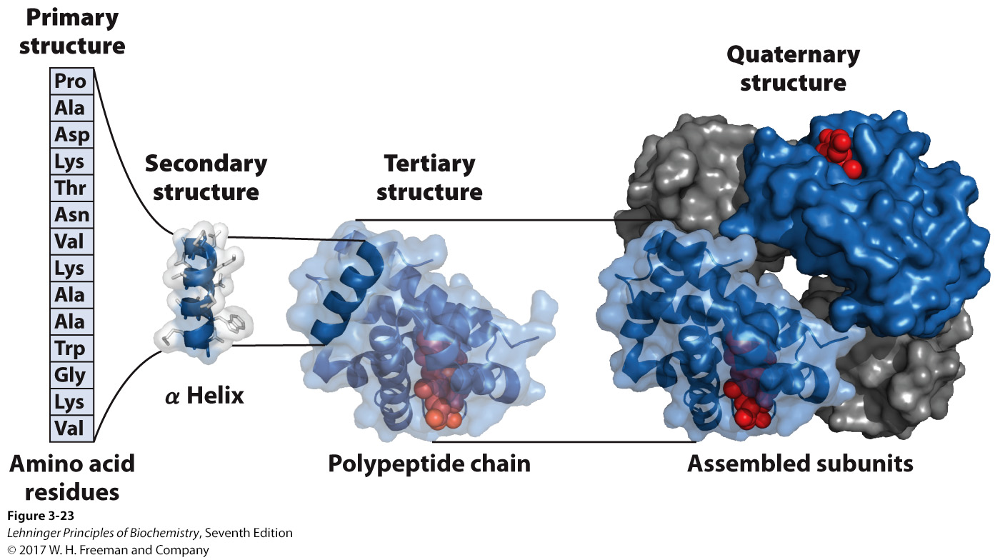 Primary
structure
Pro
Ala
Asp
Lys
Thr
Asn
Val
Lys
Ala
Ala
Trp
Gly
Lys
Val
Amino acid
residues
Secondary
structure
α Helix
Tertiary
structure
Polypeptide chain
Quaternary
structure
Assembled subunits
Figure 3-23
Lehninger Principles of Biochemistry, Seventh Edition
© 2017 W. H. Freeman and Company